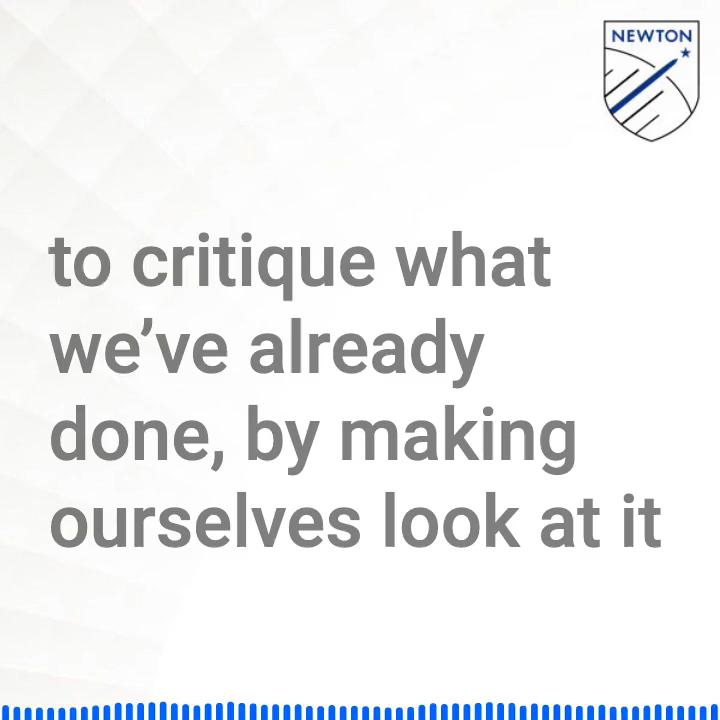 NEWTON
to critique what
we’ve already
done, by making
ourselves look at it